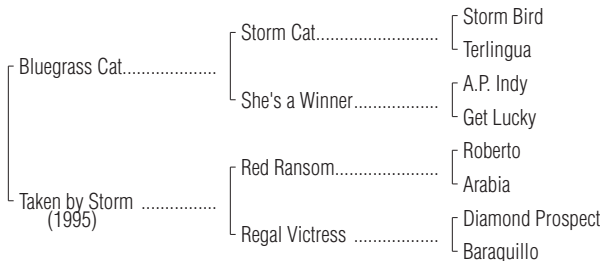 Storm Bird
Storm Cat..............................
Terlingua
Bluegrass Cat.......................
A.P. Indy
She's a Winner.....................
Get Lucky
Roberto
Red Ransom.........................
Arabia
Taken by Storm ..................
(1995)
Diamond Prospect
Regal Victress .....................
Baraquillo